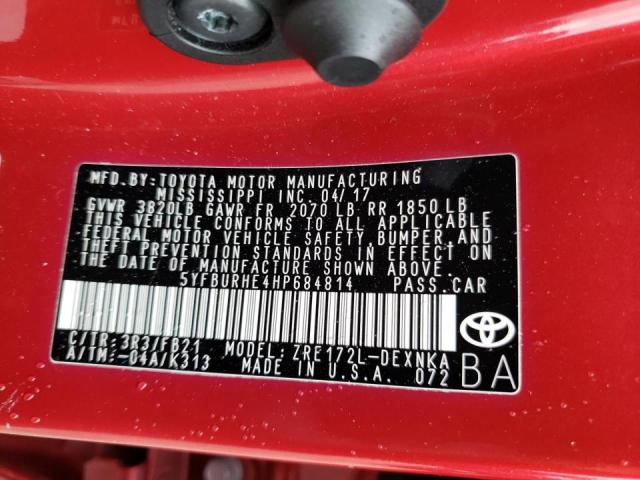 MFD.BY:TOYOTA MOTOR MANUFACTURING
MISSISSIPPI INC 04/17
GVWR 3820LB GAWR FR 2070 LB RR 1850 LB
THIS VEHICLE CONFORMS TO ALL APPLICABLE
FEDERAL MOTOR VEHICLE SAFETY,BUMPER,AND
THEFT PREVENTION STANDARDS IN EFFECT ON
THE DATE OF MANUFACTURE SHOWN ABOVE.
5YFBURHE4HP684814 PASS.CAR
C/TR:3R3/FB21 MODEL:ZRE172L-DEXNKA
A/TM:-04A/K313 MADE IN U.S.A. 072
BA